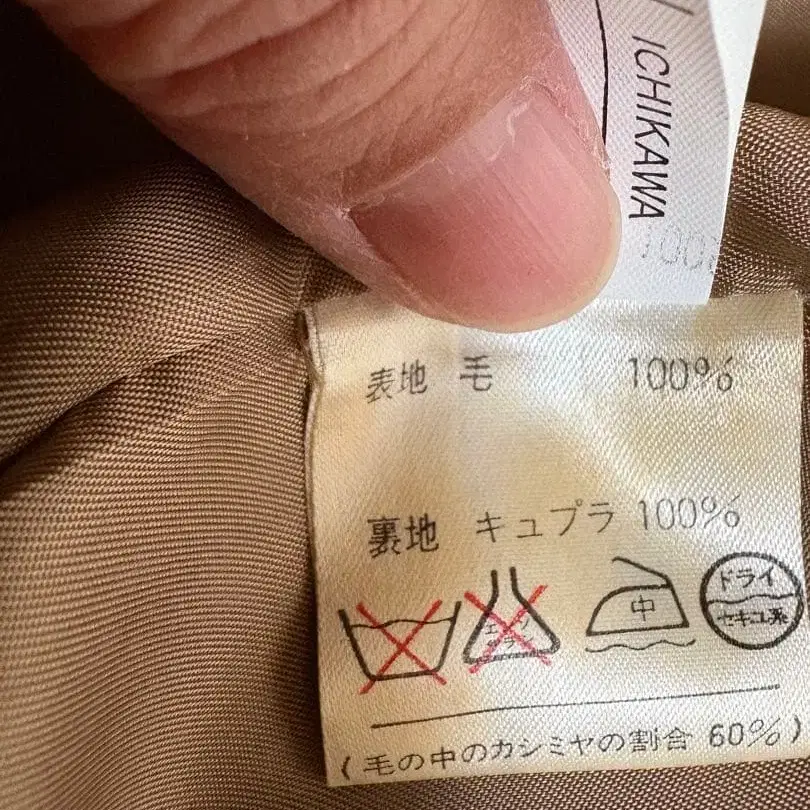 ICHIKAWA
表地 毛 100%
裏地 キュプラ 100%
中
ドライ
セキユ系
(毛の中のカシミヤの割合 60%)